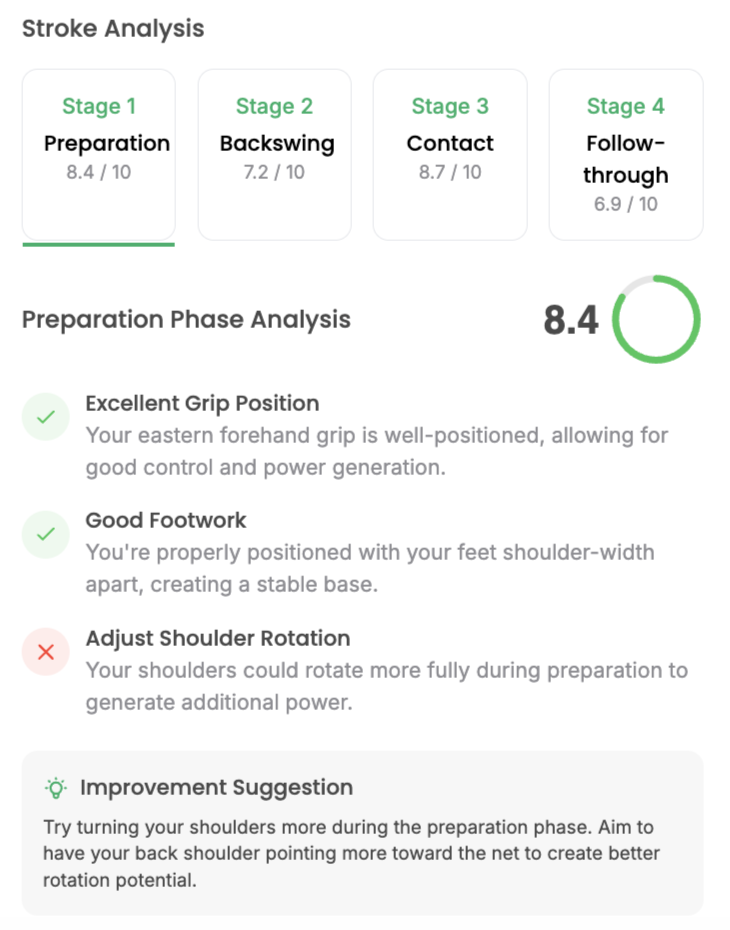 Stroke Analysis
Stage 1
Preparation
8.4 / 10
Stage 2
Backswing
7.2 / 10
Stage 3
Contact
8.7 / 10
Stage 4
Follow-
through
6.9 / 10
Preparation Phase Analysis
8.4
Excellent Grip Position
Your eastern forehand grip is well-positioned, allowing for
good control and power generation.
Good Footwork
You're properly positioned with your feet shoulder-width
apart, creating a stable base.
Adjust Shoulder Rotation
Your shoulders could rotate more fully during preparation to
generate additional power.
Improvement Suggestion
Try turning your shoulders more during the preparation phase. Aim to
have your back shoulder pointing more toward the net to create better
rotation potential.